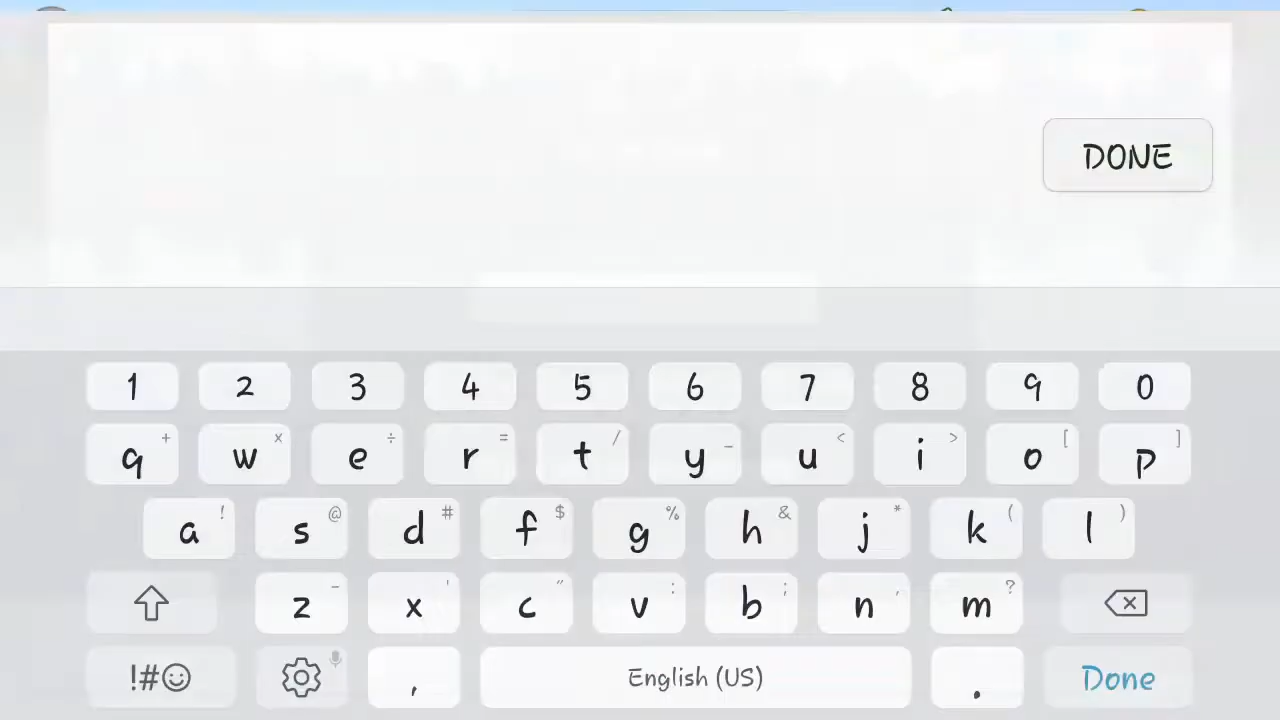 DONE
1 2 3 4 5 6 7 8 9 0
q + w × e ÷ r = t / y _ u < i > o [ p ]
a ! s @ d # f $ g % h & j * k ( l )
z - x ' c " v : b ; n , m ?
!#☺ , English (US) . Done